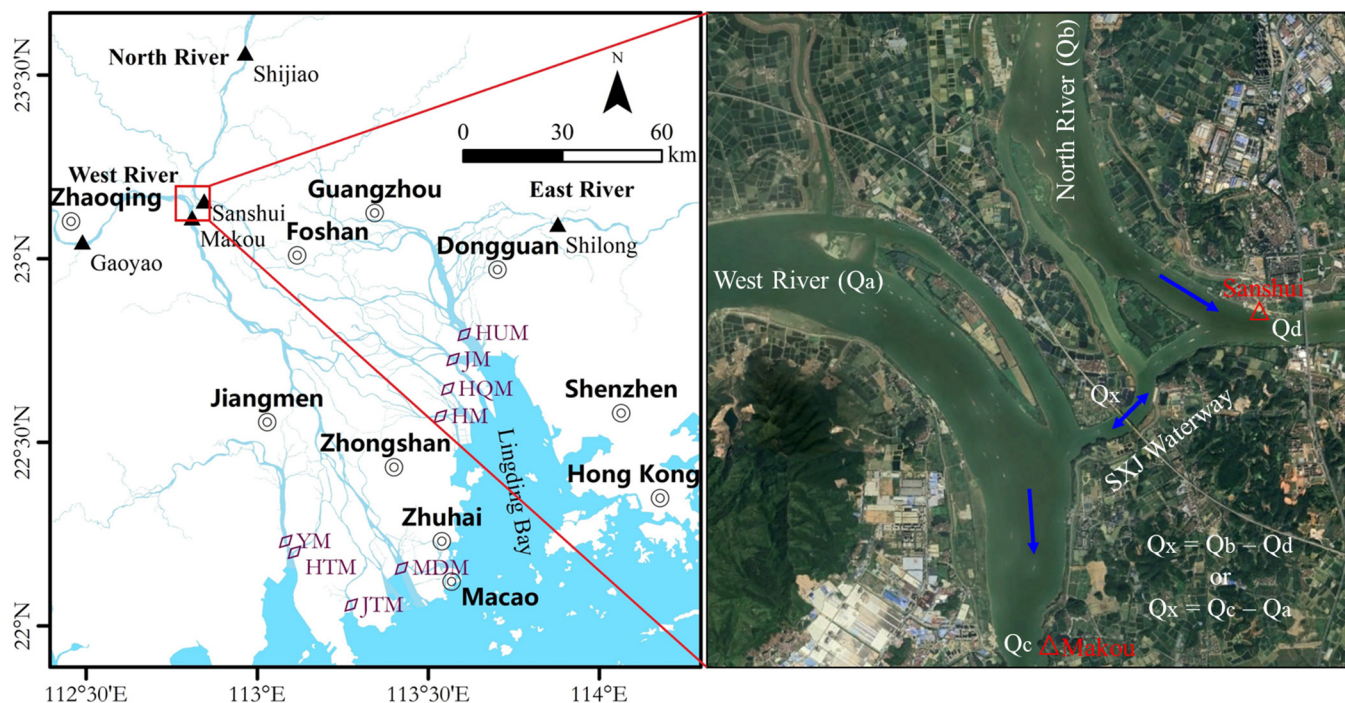 North River
Shijiao
N
0
30
60
km
West River
Zhaoqing
Sanshui
Makou
Gaoyao
Guangzhou
Foshan
East River
Dongguan
Shilong
HUM
JM
HQM
HM
Jiangmen
Zhongshan
Shenzhen
Hong Kong
Lingding Bay
Zhuhai
YM
HTM
MDM
JTM
Macao
23°30'N
23°N
22°30'N
22°N
112°30'E
113°E
113°30'E
114°E
North River (Qb)
West River (Qa)
Sanshui
Qd
Qx
SXJ Waterway
Qx = Qb – Qd
or
Qx = Qc – Qa
Qc
Makou